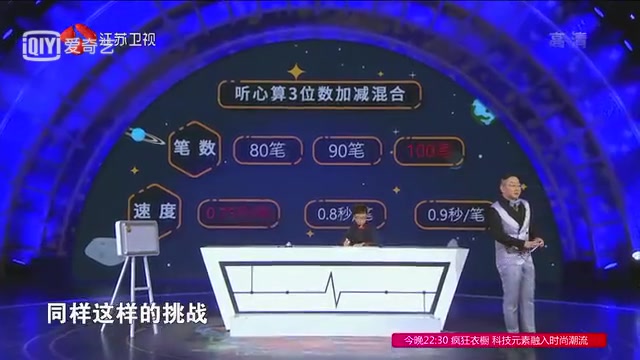 iQIYI 爱奇艺 江苏卫视
高清
听心算3位数加减混合
笔数 80笔 90笔 100笔
速度 0.8秒/笔 0.9秒/笔
同样这样的挑战
今晚22:30 疯狂衣橱 科技元素融入时尚潮流